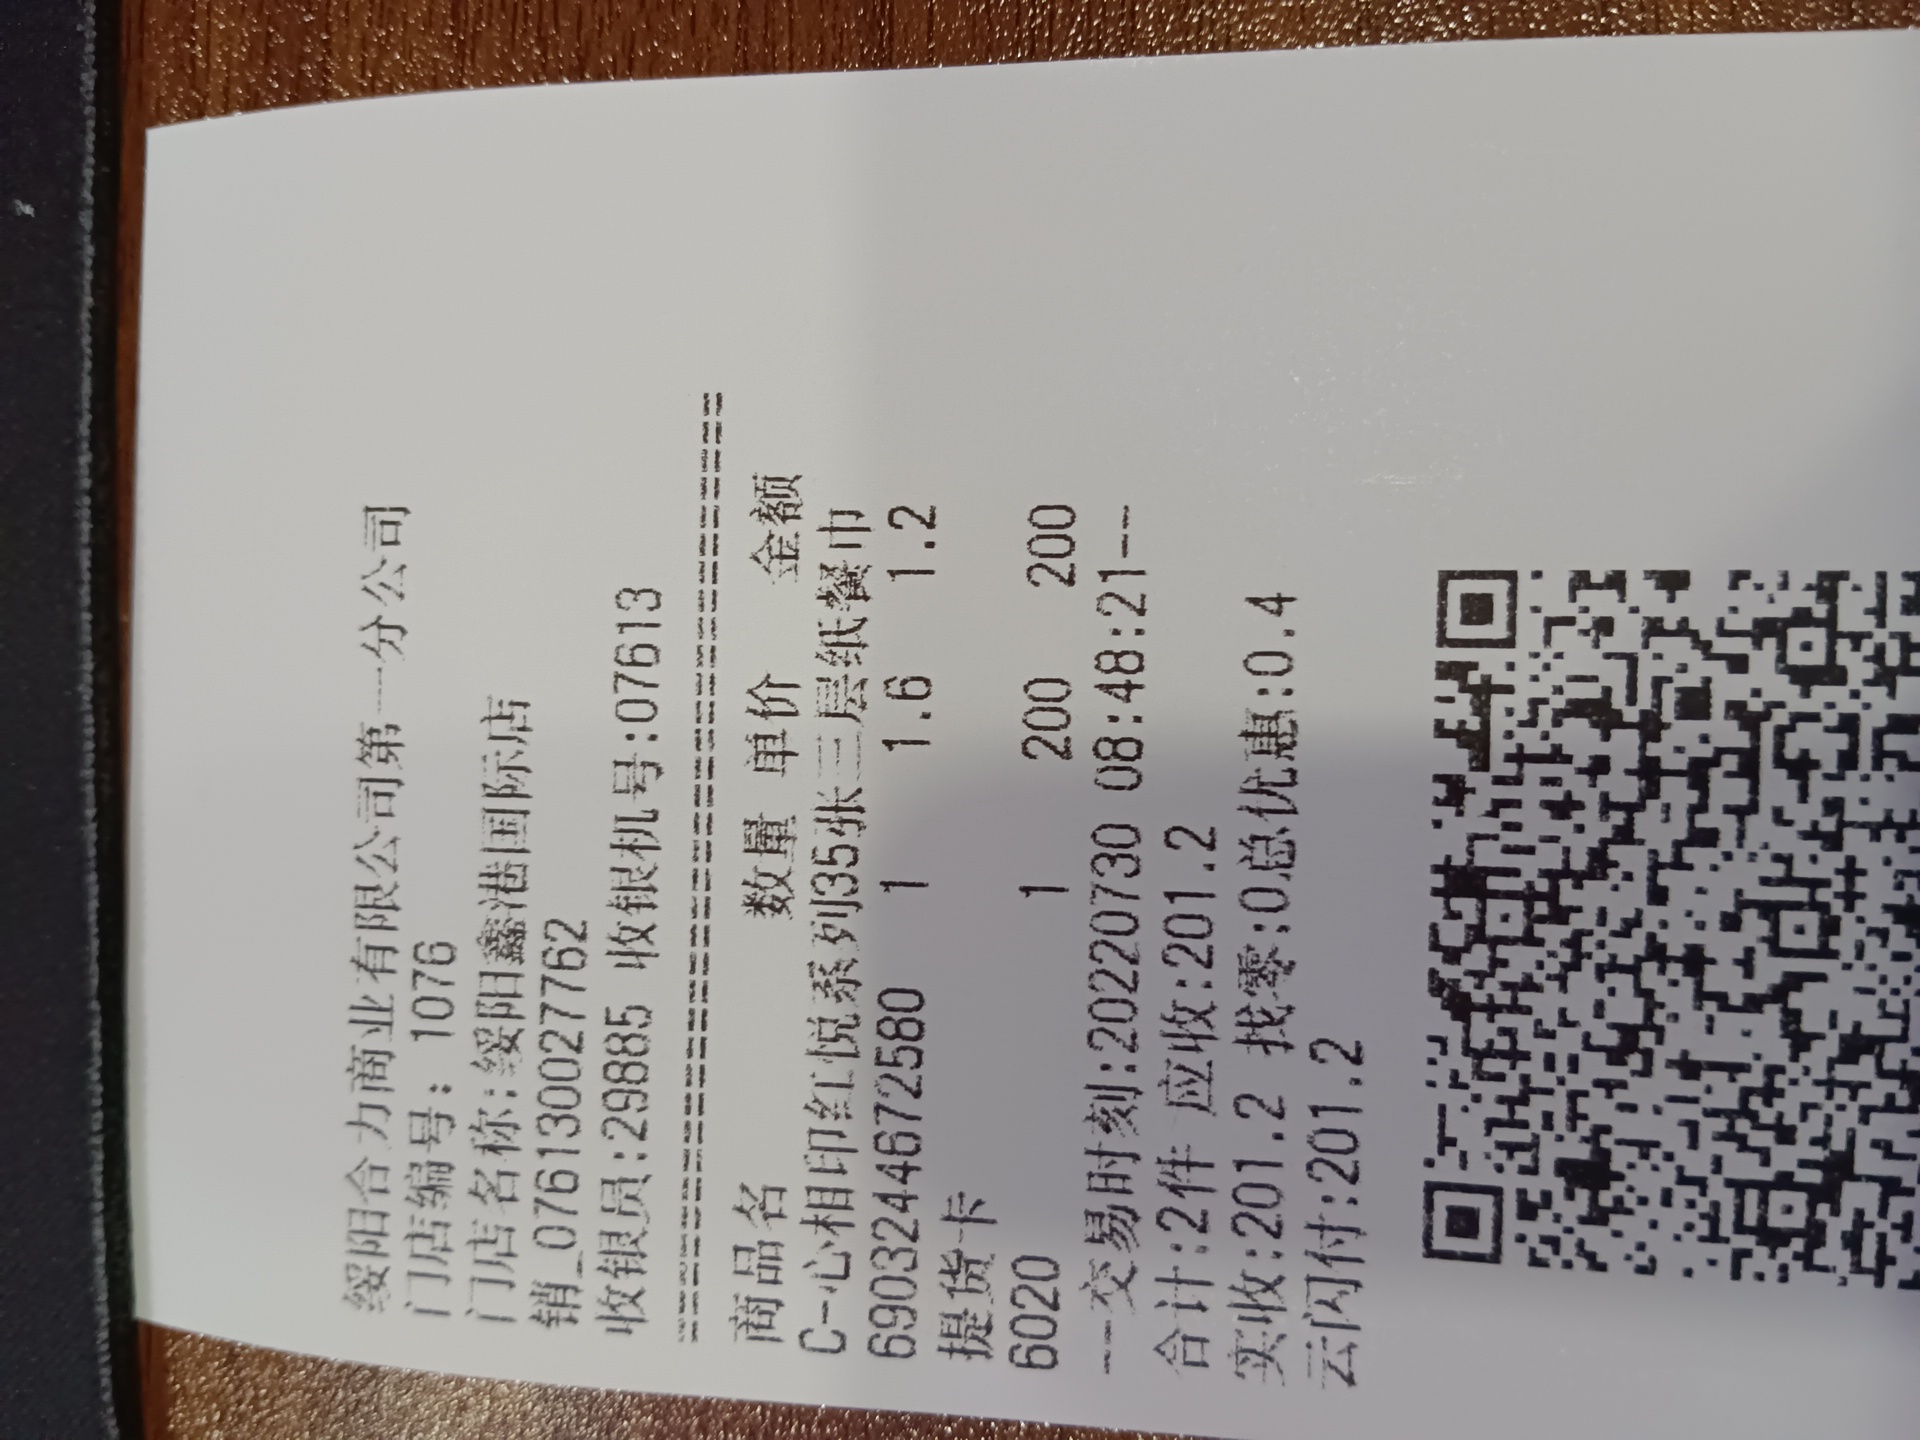 绥阳合力商业有限公司第一分公司
门店编号: 1076
门店名称:绥阳鑫港国际店
销_0761300277​62
收银员:29885 收银机号:07613
商品名 数量 单价 金额
C-心相印红悦系列35张三层纸餐巾
6903244672580 1 1.6 1.2
提货卡
6020 1 200 200
--交易时刻:20220730 08:48:21--
合计:2件 应收:201.2
实收:201.2 找零:0总优惠:0.4
云闪付:201.2